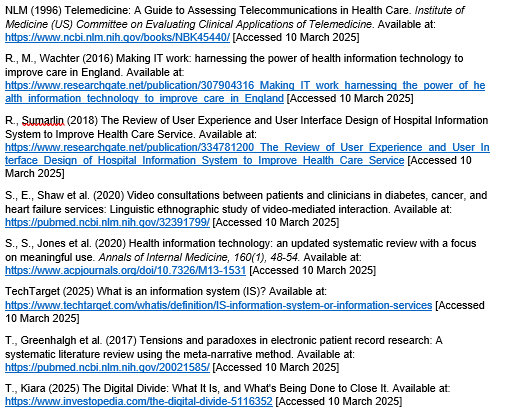 NLM (1996) Telemedicine: A Guide to Assessing Telecommunications in Health Care. Institute of
Medicine (US) Committee on Evaluating Clinical Applications of Telemedicine. Available at:
https://www.ncbi.nlm.nih.gov/books/NBK45440/ [Accessed 10 March 2025]
R., M., Wachter (2016) Making IT work: harnessing the power of health information technology to
improve care in England. Available at:
https://www.researchgate.net/publication/307904316_Making_IT_work_harnessing_the_power_of_he
alth_information_technology_to_improve_care_in_England [Accessed 10 March 2025]
R., Sumarlin (2018) The Review of User Experience and User Interface Design of Hospital Information
System to Improve Health Care Service. Available at:
https://www.researchgate.net/publication/334781200_The_Review_of_User_Experience_and_User_In
terface_Design_of_Hospital_Information_System_to_Improve_Health_Care_Service [Accessed 10
March 2025]
S., E., Shaw et al. (2020) Video consultations between patients and clinicians in diabetes, cancer, and
heart failure services: Linguistic ethnographic study of video-mediated interaction. Available at:
https://pubmed.ncbi.nlm.nih.gov/32391799/ [Accessed 10 March 2025]
S., S., Jones et al. (2020) Health information technology: an updated systematic review with a focus
on meaningful use. Annals of Internal Medicine, 160(1), 48-54. Available at:
https://www.acpjournals.org/doi/10.7326/M13-1531 [Accessed 10 March 2025]
TechTarget (2025) What is an information system (IS)? Available at:
https://www.techtarget.com/whatis/definition/IS-information-system-or-information-services [Accessed
10 March 2025]
T., Greenhalgh et al. (2017) Tensions and paradoxes in electronic patient record research: A
systematic literature review using the meta-narrative method. Available at:
https://pubmed.ncbi.nlm.nih.gov/20021585/ [Accessed 10 March 2025]
T., Kiara (2025) The Digital Divide: What It Is, and What's Being Done to Close It. Available at:
https://www.investopedia.com/the-digital-divide-5116352 [Accessed 10 March 2025]